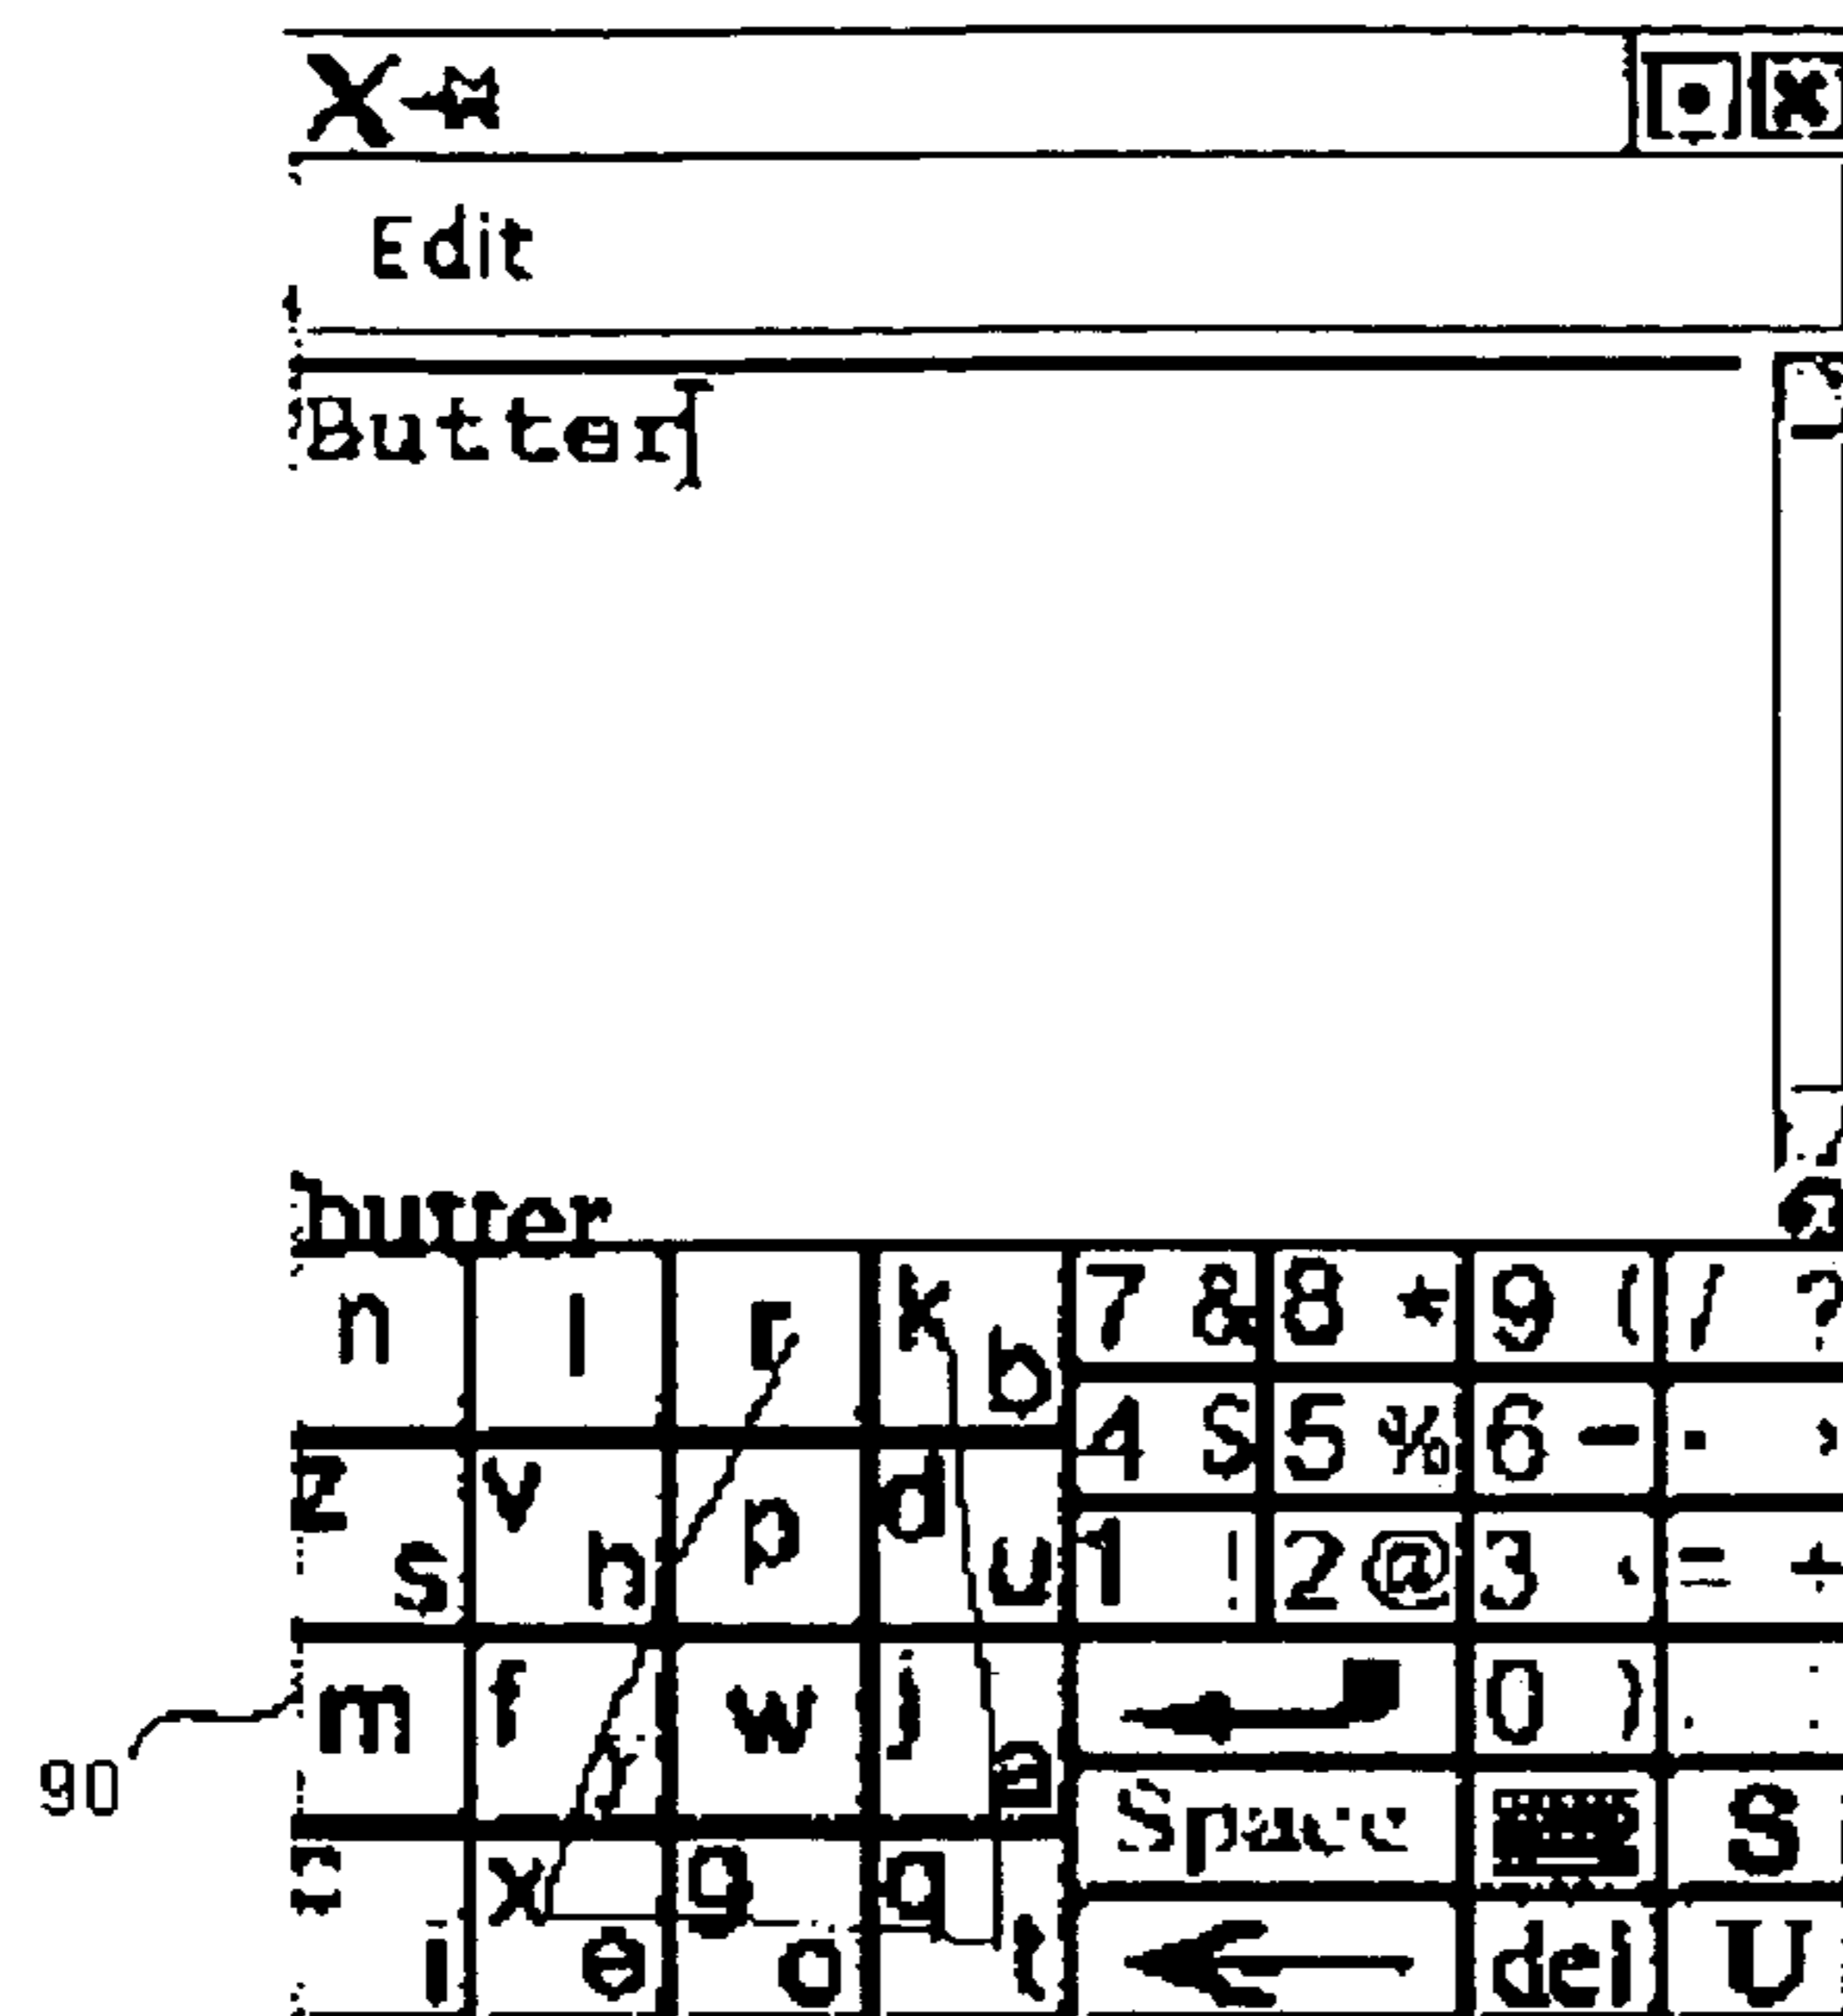 X
Edit
Butter
butter
n l r k b 7 & 8 * 9 ( / ?
4 $ 5 % 6 -
z v p d
s h u 1 ! 2 @ 3 = +
m f w j 0 )
90 a
Space S
r x g q
i e o t del U